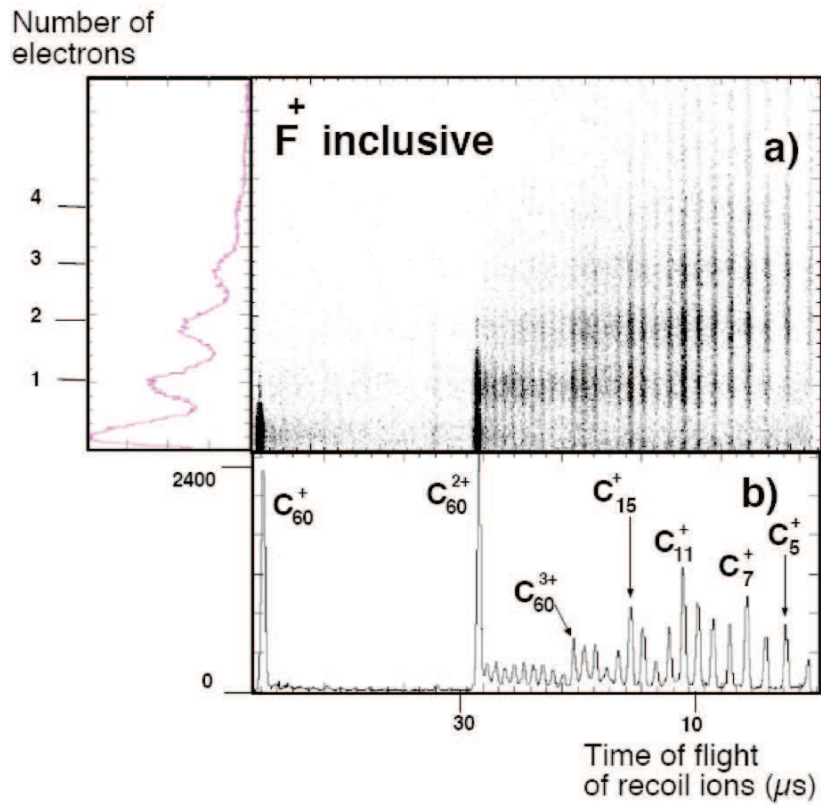 Number of
electrons
4
3
2
1
F⁺ inclusive
a)
2400
0
C₆₀⁺
C₆₀²⁺
C₆₀³⁺
C₁₅⁺
C₁₁⁺
C₇⁺
C₅⁺
b)
30
10
Time of flight
of recoil ions (μs)